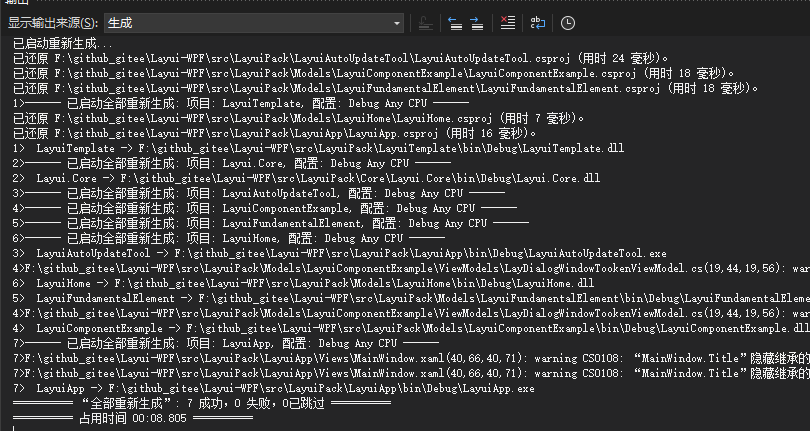 输出
显示输出来源(S): 生成
已启动重新生成...
已还原 F:\github_gitee\Layui-WPF\src\LayuiPack\LayuiAutoUpdateTool\LayuiAutoUpdateTool.csproj (用时 24 毫秒)。
已还原 F:\github_gitee\Layui-WPF\src\LayuiPack\Models\LayuiComponentExample\LayuiComponentExample.csproj (用时 18 毫秒)。
已还原 F:\github_gitee\Layui-WPF\src\LayuiPack\Models\LayuiFundamentalElement\LayuiFundamentalElement.csproj (用时 18 毫秒)。
1>------ 已启动全部重新生成: 项目: LayuiTemplate, 配置: Debug Any CPU ------
已还原 F:\github_gitee\Layui-WPF\src\LayuiPack\Models\LayuiHome\LayuiHome.csproj (用时 7 毫秒)。
已还原 F:\github_gitee\Layui-WPF\src\LayuiPack\LayuiApp\LayuiApp.csproj (用时 16 毫秒)。
1>  LayuiTemplate -> F:\github_gitee\Layui-WPF\src\LayuiPack\LayuiTemplate\bin\Debug\LayuiTemplate.dll
2>------ 已启动全部重新生成: 项目: Layui.Core, 配置: Debug Any CPU ------
2>  Layui.Core -> F:\github_gitee\Layui-WPF\src\LayuiPack\Core\Layui.Core\bin\Debug\Layui.Core.dll
3>------ 已启动全部重新生成: 项目: LayuiAutoUpdateTool, 配置: Debug Any CPU ------
4>------ 已启动全部重新生成: 项目: LayuiComponentExample, 配置: Debug Any CPU ------
5>------ 已启动全部重新生成: 项目: LayuiFundamentalElement, 配置: Debug Any CPU ------
6>------ 已启动全部重新生成: 项目: LayuiHome, 配置: Debug Any CPU ------
3>  LayuiAutoUpdateTool -> F:\github_gitee\Layui-WPF\src\LayuiPack\LayuiApp\bin\Debug\LayuiAutoUpdateTool.exe
4>F:\github_gitee\Layui-WPF\src\LayuiPack\Models\LayuiComponentExample\ViewModels\LayDialogWindowTookenViewModel.cs(19,44,19,56): war
6>  LayuiHome -> F:\github_gitee\Layui-WPF\src\LayuiPack\Models\LayuiHome\bin\Debug\LayuiHome.dll
5>  LayuiFundamentalElement -> F:\github_gitee\Layui-WPF\src\LayuiPack\Models\LayuiFundamentalElement\bin\Debug\LayuiFundamentalEleme
4>F:\github_gitee\Layui-WPF\src\LayuiPack\Models\LayuiComponentExample\ViewModels\LayDialogWindowTookenViewModel.cs(19,44,19,56): war
4>  LayuiComponentExample -> F:\github_gitee\Layui-WPF\src\LayuiPack\Models\LayuiComponentExample\bin\Debug\LayuiComponentExample.dll
7>------ 已启动全部重新生成: 项目: LayuiApp, 配置: Debug Any CPU ------
7>F:\github_gitee\Layui-WPF\src\LayuiPack\LayuiApp\Views\MainWindow.xaml(40,66,40,71): warning CS0108: “MainWindow.Title”隐藏继承的
7>F:\github_gitee\Layui-WPF\src\LayuiPack\LayuiApp\Views\MainWindow.xaml(40,66,40,71): warning CS0108: “MainWindow.Title”隐藏继承的
7>  LayuiApp -> F:\github_gitee\Layui-WPF\src\LayuiPack\LayuiApp\bin\Debug\LayuiApp.exe
========== “全部重新生成”: 7 成功，0 失败，0已跳过 ==========
========== 占用时间 00:08.805 ==========